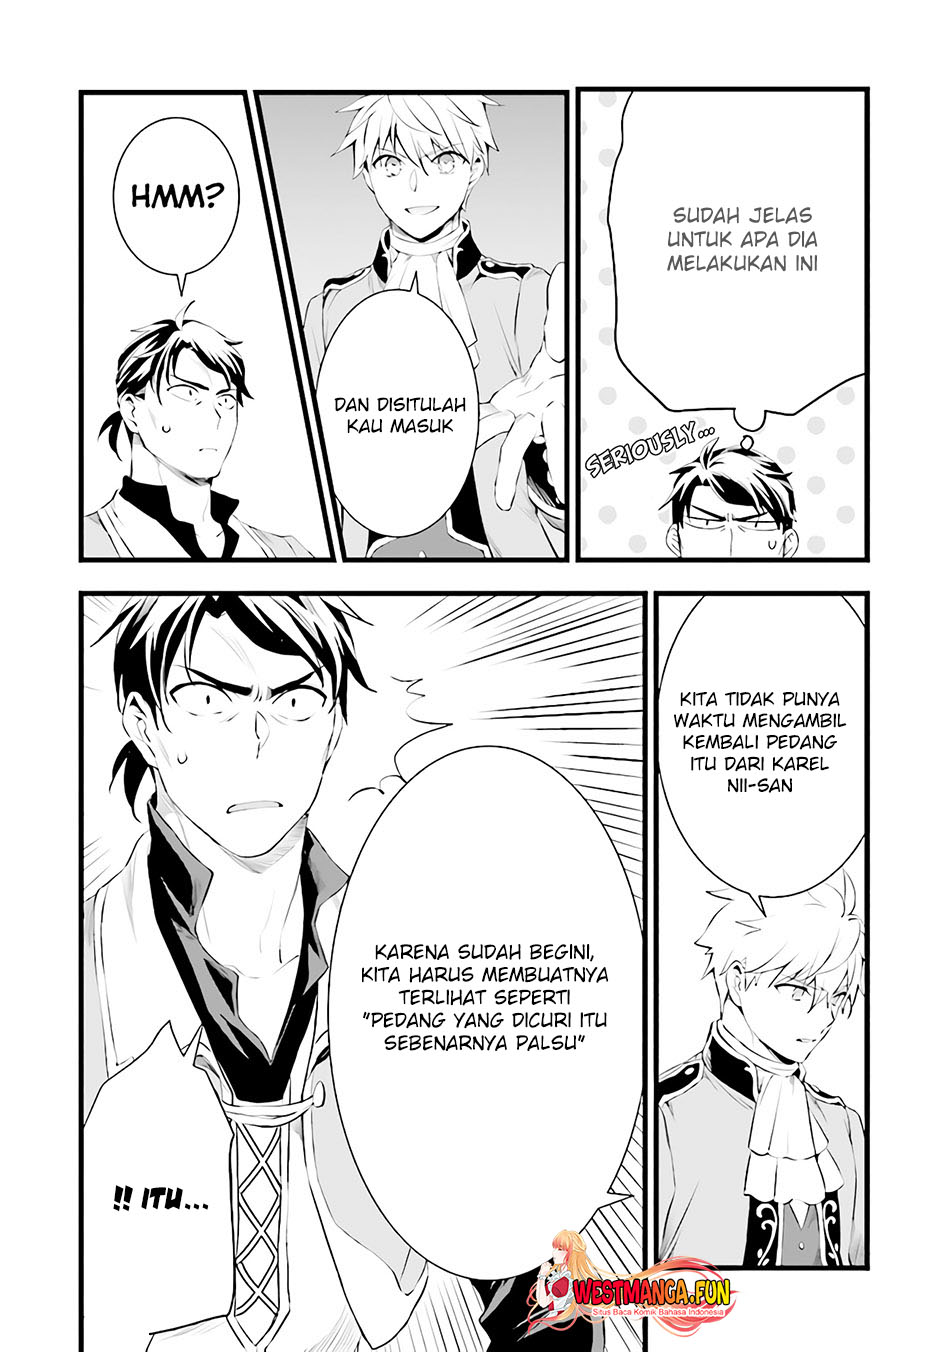 SUDAH JELAS
UNTUK APA DIA
MELAKUKAN INI
SERIOUSLY...
DAN DISITULAH
KAU MASUK
HMM?
KITA TIDAK PUNYA
WAKTU MENGAMBIL
KEMBALI PEDANG
ITU DARI KAREL
NII-SAN
KARENA SUDAH BEGINI,
KITA HARUS MEMBUATNYA
TERLIHAT SEPERTI
"PEDANG YANG DICURI ITU
SEBENARNYA PALSU"
!! ITU...
WESTMANGA.FUN
Situs Baca Komik Bahasa Indonesia